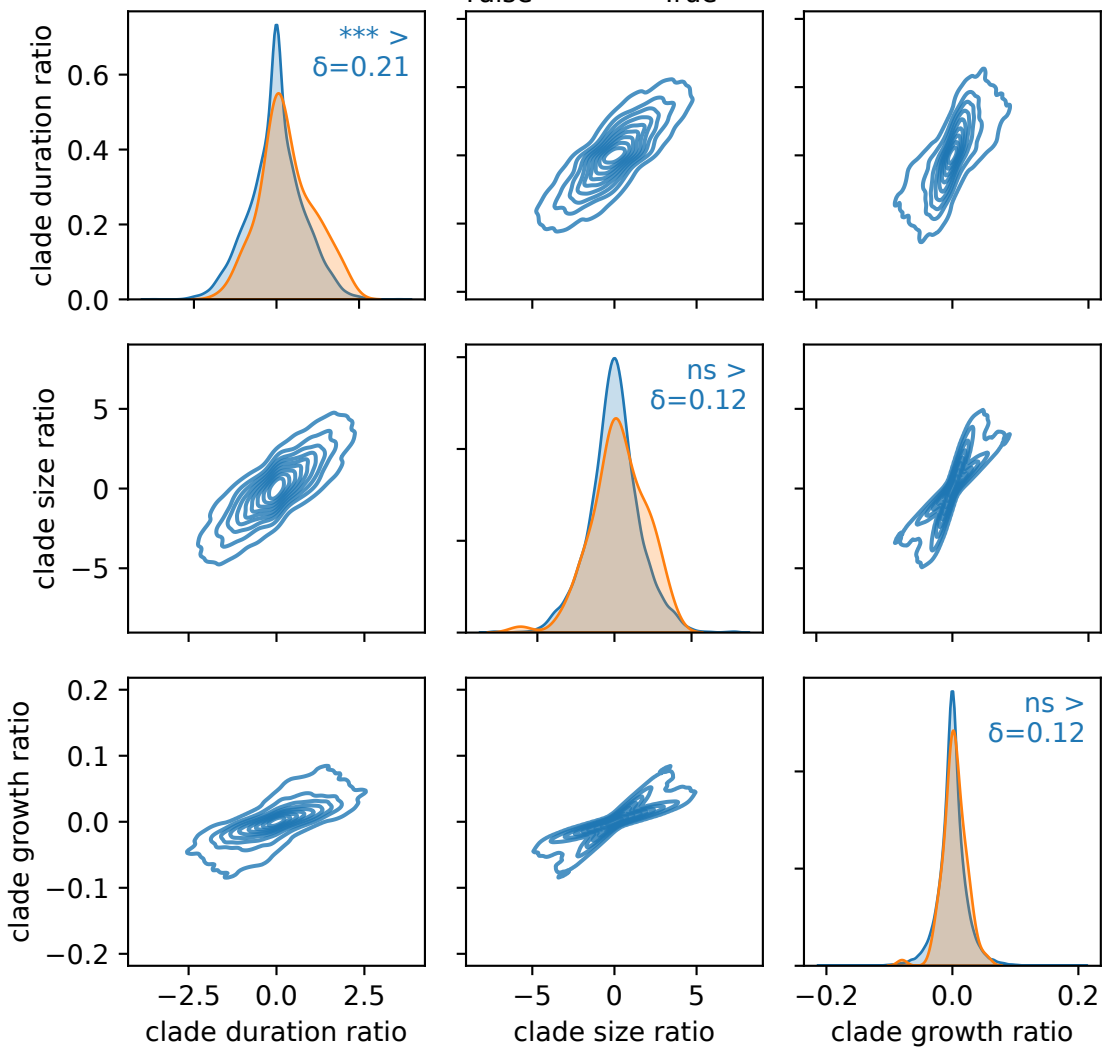 *** >
δ=0.21
clade duration ratio
0.6
0.4
0.2
0.0
ns >
δ=0.12
clade size ratio
5
0
−5
ns >
δ=0.12
clade growth ratio
0.2
0.1
0.0
−0.1
−0.2
−2.5 0.0 2.5 −5 0 5 −0.2 0.0 0.2
clade duration ratio clade size ratio clade growth ratio